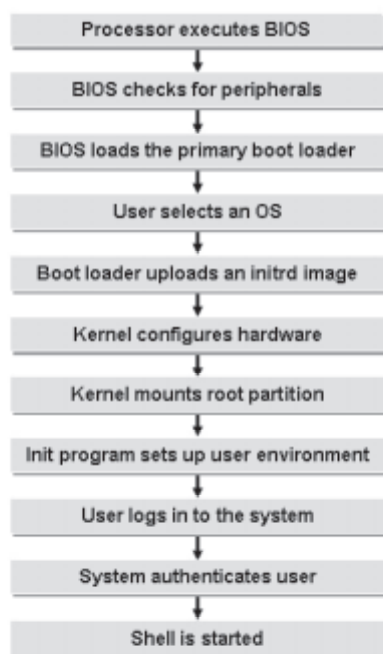 Processor executes BIOS
BIOS checks for peripherals
BIOS loads the primary boot loader
User selects an OS
Boot loader uploads an initrd image
Kernel configures hardware
Kernel mounts root partition
Init program sets up user environment
User logs in to the system
System authenticates user
Shell is started